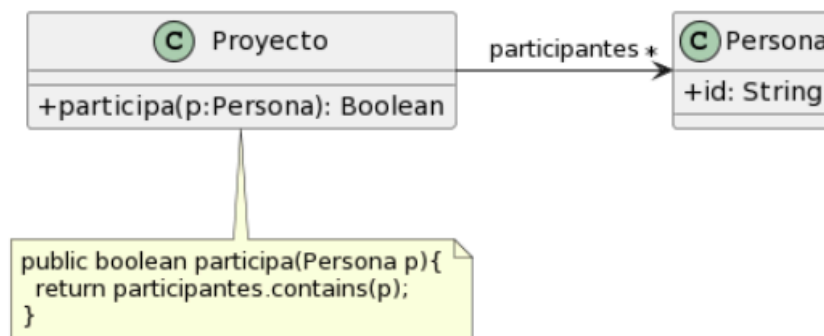 C Proyecto
+participa(p:Persona): Boolean
participantes *
C Persona
+id: String
public boolean participa(Persona p){
return participantes.contains(p);
}